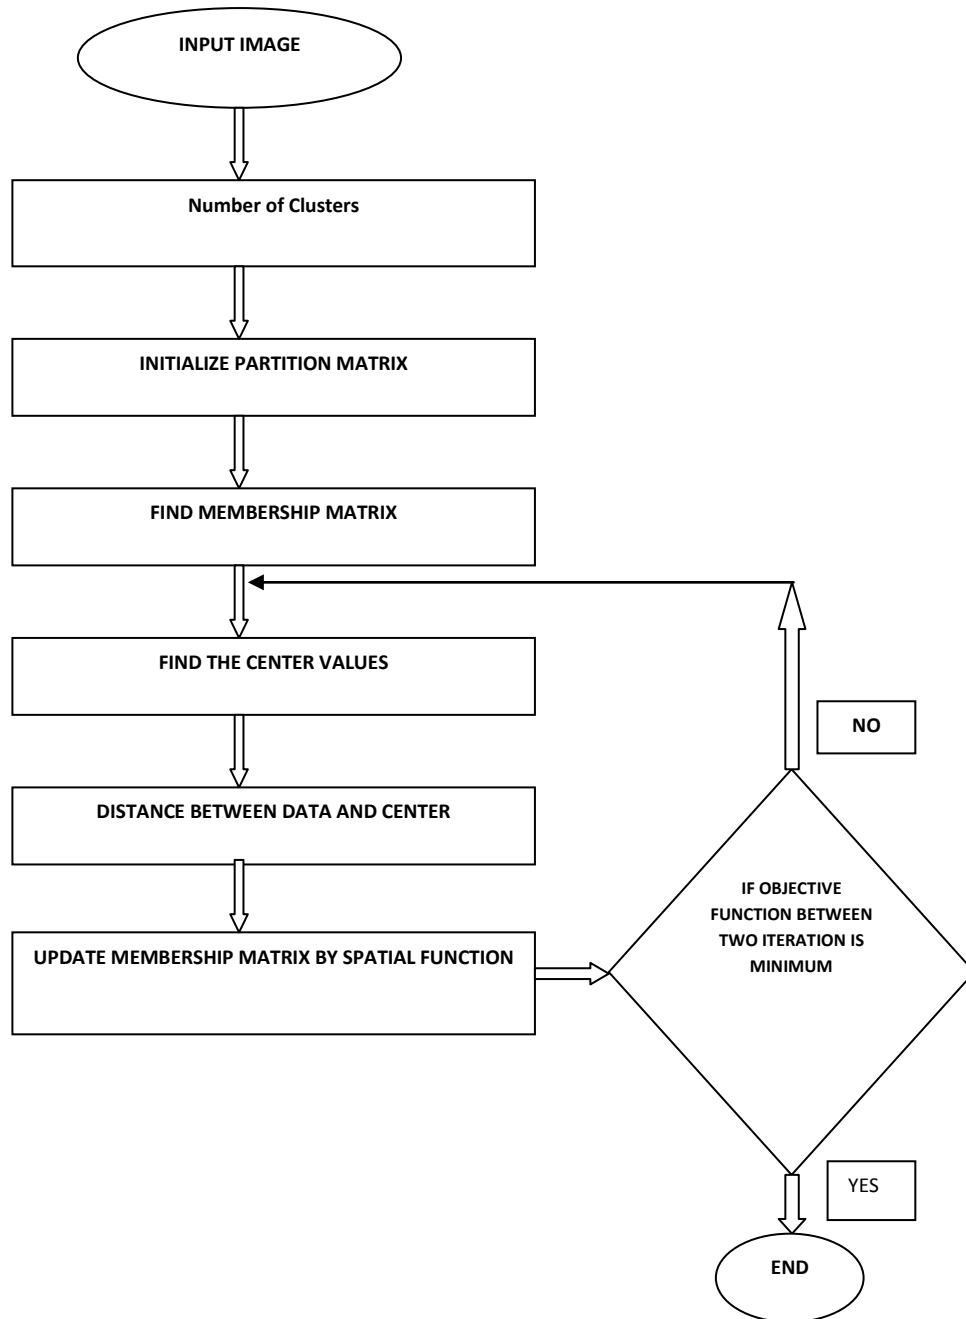 INPUT IMAGE
Number of Clusters
INITIALIZE PARTITION MATRIX
FIND MEMBERSHIP MATRIX
FIND THE CENTER VALUES
NO
DISTANCE BETWEEN DATA AND CENTER
IF OBJECTIVE
FUNCTION BETWEEN
TWO ITERATION IS
MINIMUM
UPDATE MEMBERSHIP MATRIX BY SPATIAL FUNCTION
YES
END